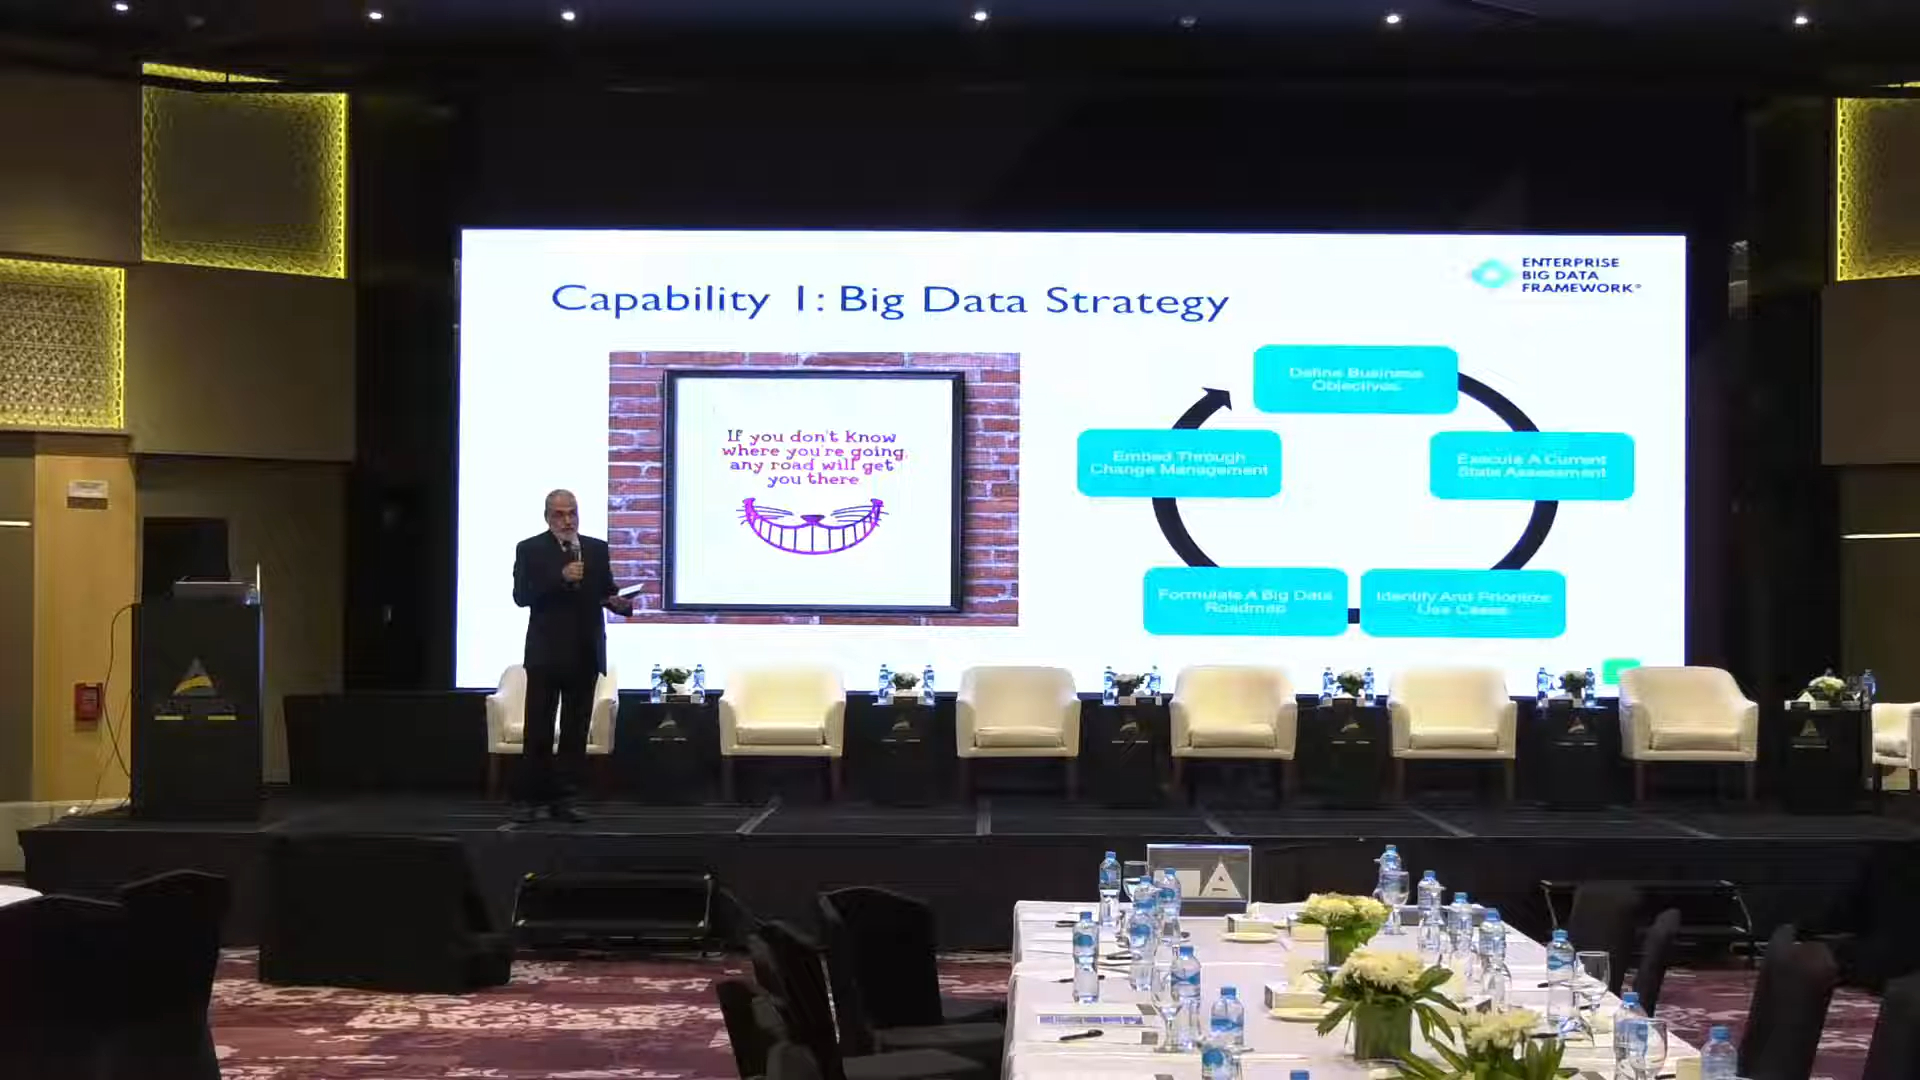 Capability 1: Big Data Strategy
ENTERPRISE
BIG DATA
FRAMEWORK®
If you don't know
where you're going,
any road will get
you there
Define Business
Objectives
Execute A Current
State Assessment
Identify And Prioritize
Use Cases
Formulate A Big Data
Roadmap
Embed Through
Change Management